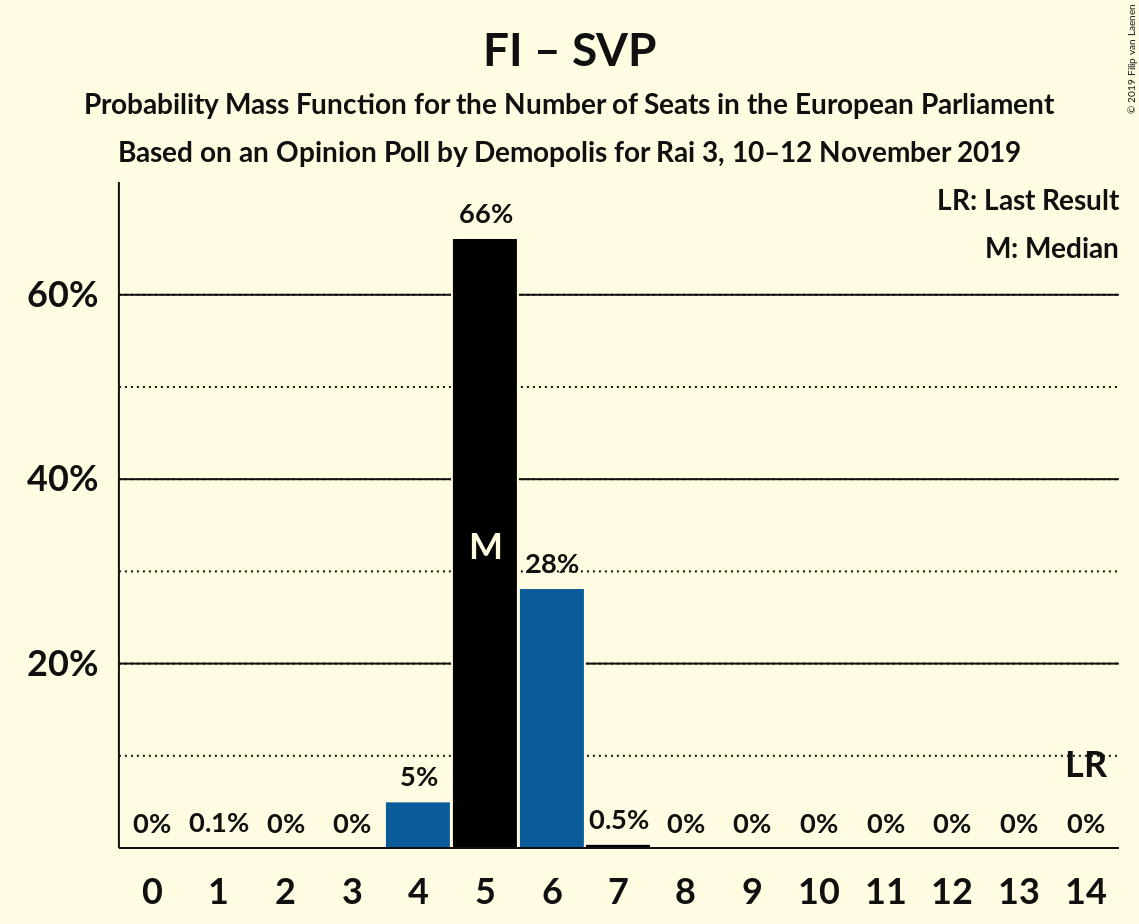 FI – SVP
Probability Mass Function for the Number of Seats in the European Parliament
Based on an Opinion Poll by Demopolis for Rai 3, 10–12 November 2019
© 2019 Filip van Laenen
LR: Last Result
M: Median
66%
60%
40%
M
28%
20%
LR
5%
0% 0.1% 0% 0% 0.5% 0% 0% 0% 0% 0% 0% 0%
0 1 2 3 4 5 6 7 8 9 10 11 12 13 14